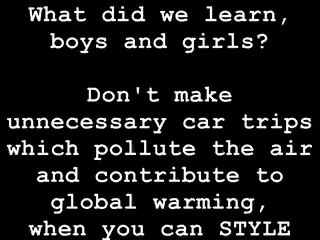 What did we learn,
boys and girls?
Don't make
unnecessary car trips
which pollute the air
and contribute to
global warming,
when you can STYLE